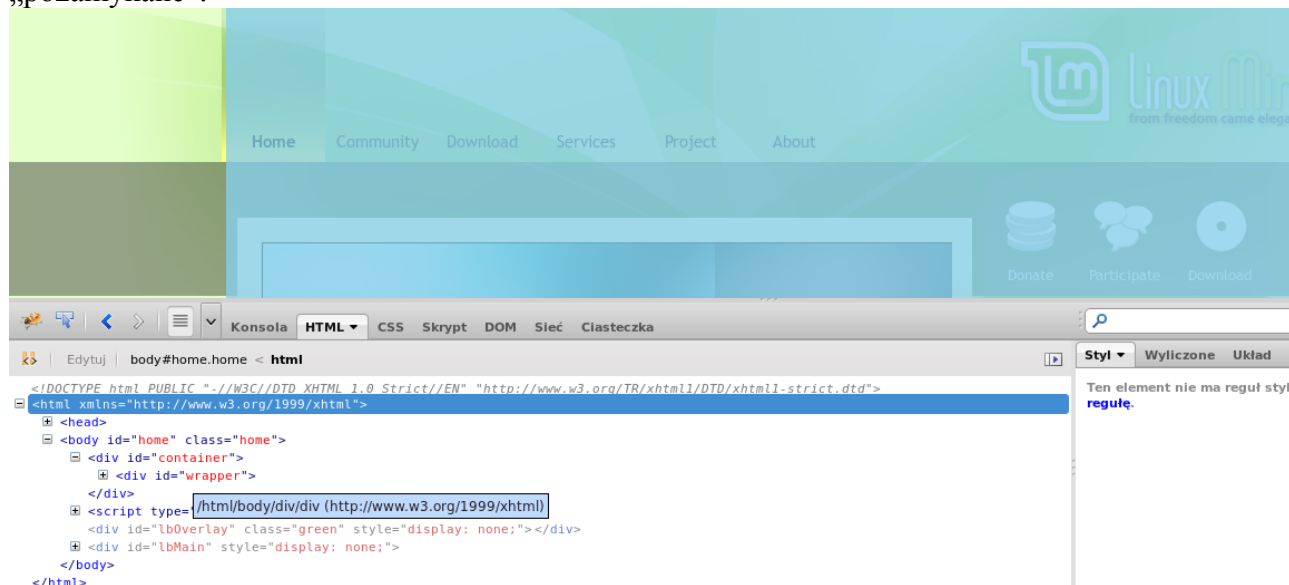 „pozamykane”.
Linux Min
from freedom came elega
Home Community Download Services Project About
Donate Participate Download
Konsola HTML CSS Skrypt DOM Sieć Ciasteczka
Edytuj body#home.home < html
Styl Wyliczone Układ
<!DOCTYPE html PUBLIC "-//W3C//DTD XHTML 1.0 Strict//EN" "http://www.w3.org/TR/xhtml1/DTD/xhtml1-strict.dtd">
<html xmlns="http://www.w3.org/1999/xhtml">
<head>
<body id="home" class="home">
<div id="container">
<div id="wrapper">
</div>
<script type="
/html/body/div/div (http://www.w3.org/1999/xhtml)
<div id="lbOverlay" class="green" style="display: none;"></div>
<div id="lbMain" style="display: none;">
</body>
</html>
Ten element nie ma reguł styl
regułę.